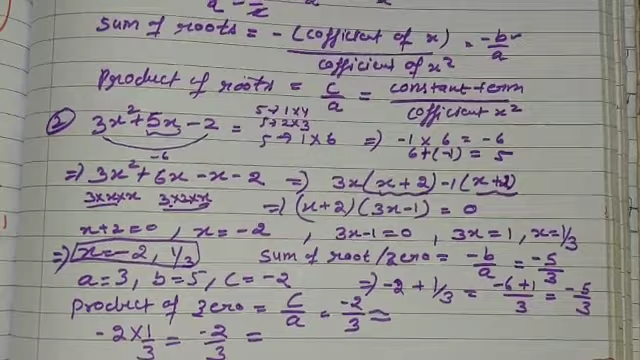 Sum of roots = -(cofficient of x) / cofficient of x² = -b/a
Product of roots = c/a = constant term / cofficient x²
② 3x²+5x-2 =
5→1×4
5→2×3
5→1×6
⇒ -1×6 = -6
6+(-1) = 5
-6
⇒ 3x²+6x-x-2 ⇒ 3x(x+2)-1(x+2)
3×x×x 3×2×x ⇒ (x+2)(3x-1) = 0
x+2=0, x=-2, 3x-1=0, 3x=1, x=1/3
⇒ x=-2, 1/3 Sum of root/Zero = -b/a = -5/3
a=3, b=5, c=-2 ⇒ -2+1/3 = -6+1/3 = -5/3
Product of Zero = c/a = -2/3 =
-2×1/3 = -2/3 =